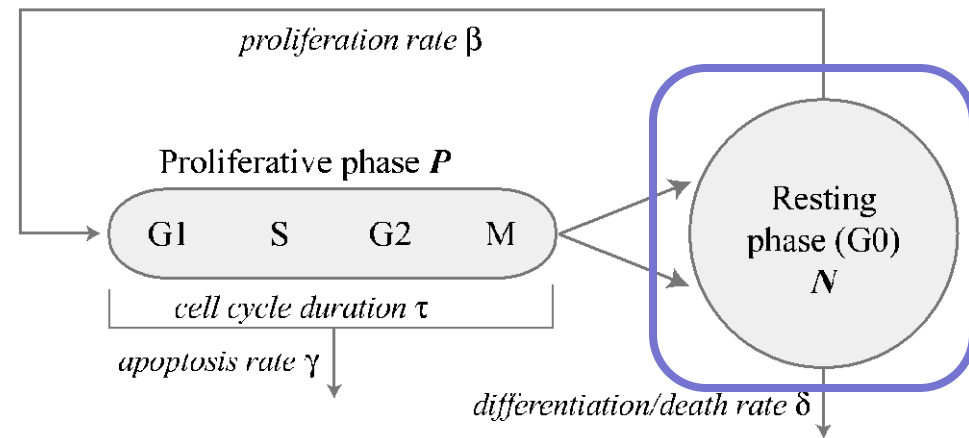 proliferation rate β
Proliferative phase P
G1 S G2 M
cell cycle duration τ
apoptosis rate γ
Resting
phase (G0)
N
differentiation/death rate δ